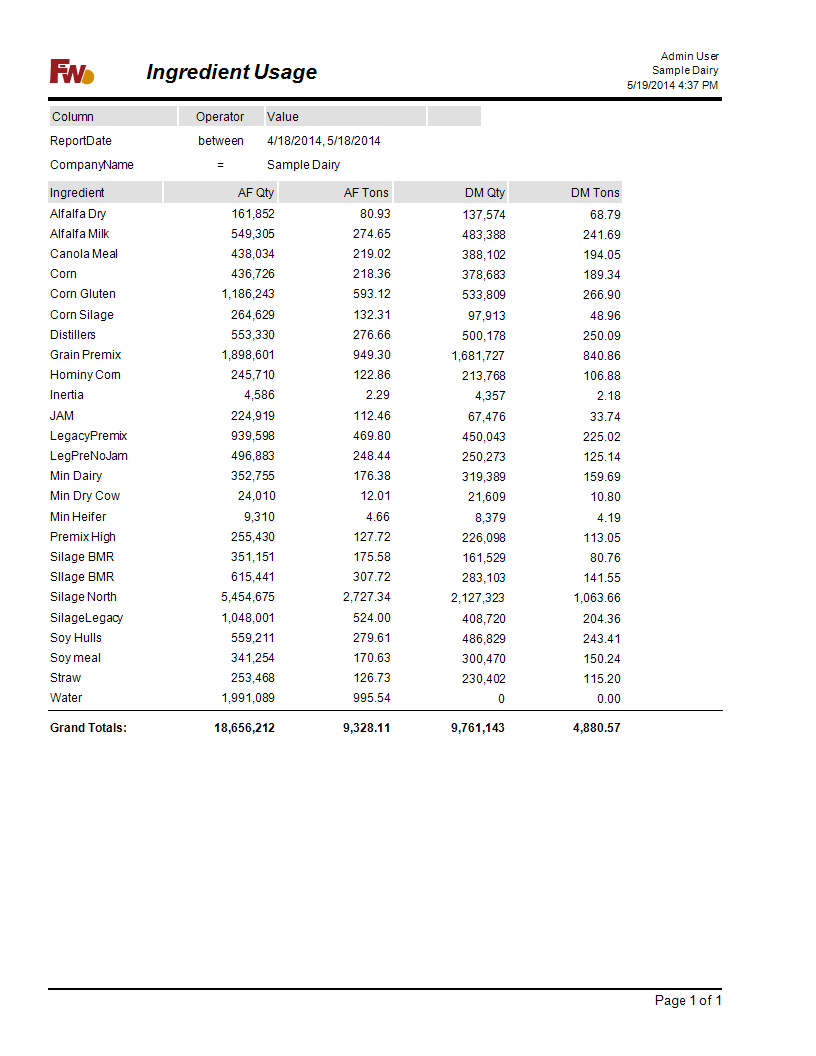 FW
Ingredient Usage
Admin User
Sample Dairy
5/19/2014 4:37 PM
Column Operator Value
ReportDate between 4/18/2014, 5/18/2014
CompanyName = Sample Dairy
Ingredient AF Qty AF Tons DM Qty DM Tons
Alfalfa Dry 161,852 80.93 137,574 68.79
Alfalfa Milk 549,305 274.65 483,388 241.69
Canola Meal 438,034 219.02 388,102 194.05
Corn 436,726 218.36 378,683 189.34
Corn Gluten 1,186,243 593.12 533,809 266.90
Corn Silage 264,629 132.31 97,913 48.96
Distillers 553,330 276.66 500,178 250.09
Grain Premix 1,898,601 949.30 1,681,727 840.86
Hominy Corn 245,710 122.86 213,768 106.88
Inertia 4,586 2.29 4,357 2.18
JAM 224,919 112.46 67,476 33.74
LegacyPremix 939,598 469.80 450,043 225.02
LegPreNoJam 496,883 248.44 250,273 125.14
Min Dairy 352,755 176.38 319,389 159.69
Min Dry Cow 24,010 12.01 21,609 10.80
Min Heifer 9,310 4.66 8,379 4.19
Premix High 255,430 127.72 226,098 113.05
Silage BMR 351,151 175.58 161,529 80.76
SIlage BMR 615,441 307.72 283,103 141.55
Silage North 5,454,675 2,727.34 2,127,323 1,063.66
SilageLegacy 1,048,001 524.00 408,720 204.36
Soy Hulls 559,211 279.61 486,829 243.41
Soy meal 341,254 170.63 300,470 150.24
Straw 253,468 126.73 230,402 115.20
Water 1,991,089 995.54 0 0.00
Grand Totals: 18,656,212 9,328.11 9,761,143 4,880.57
Page 1 of 1